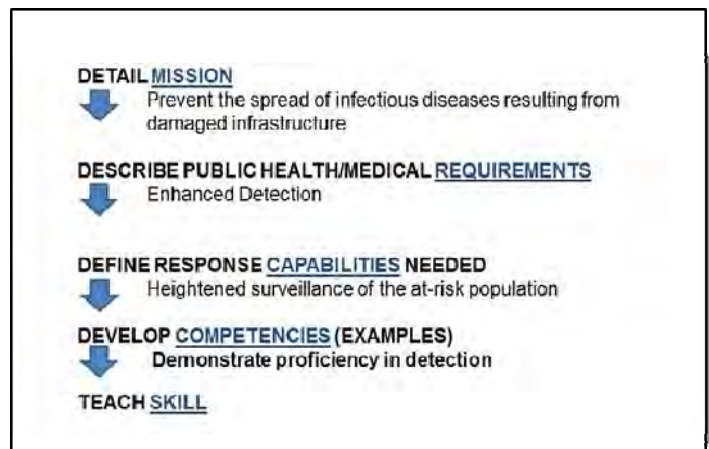 DETAIL MISSION
Prevent the spread of infectious diseases resulting from
damaged infrastructure
DESCRIBE PUBLIC HEALTH/MEDICAL REQUIREMENTS
Enhanced Detection
DEFINE RESPONSE CAPABILITIES NEEDED
Heightened surveillance of the at-risk population
DEVELOP COMPETENCIES (EXAMPLES)
Demonstrate proficiency in detection
TEACH SKILL